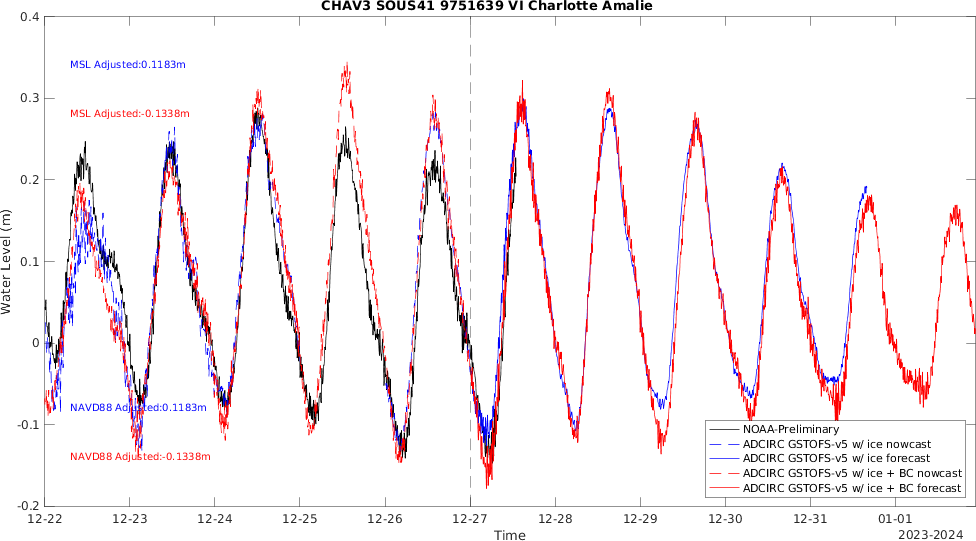 CHAV3 SOUS41 9751639 VI Charlotte Amalie
0.4
0.3
0.2
0.1
0
-0.1
-0.2
Water Level (m)
MSL Adjusted:0.1183m
MSL Adjusted:-0.1338m
NAVD88 Adjusted:0.1183m
NAVD88 Adjusted:-0.1338m
NOAA-Preliminary
ADCIRC GSTOFS-v5 w/ ice nowcast
ADCIRC GSTOFS-v5 w/ ice forecast
ADCIRC GSTOFS-v5 w/ ice + BC nowcast
ADCIRC GSTOFS-v5 w/ ice + BC forecast
12-22 12-23 12-24 12-25 12-26 12-27 12-28 12-29 12-30 12-31 01-01
Time
2023-2024